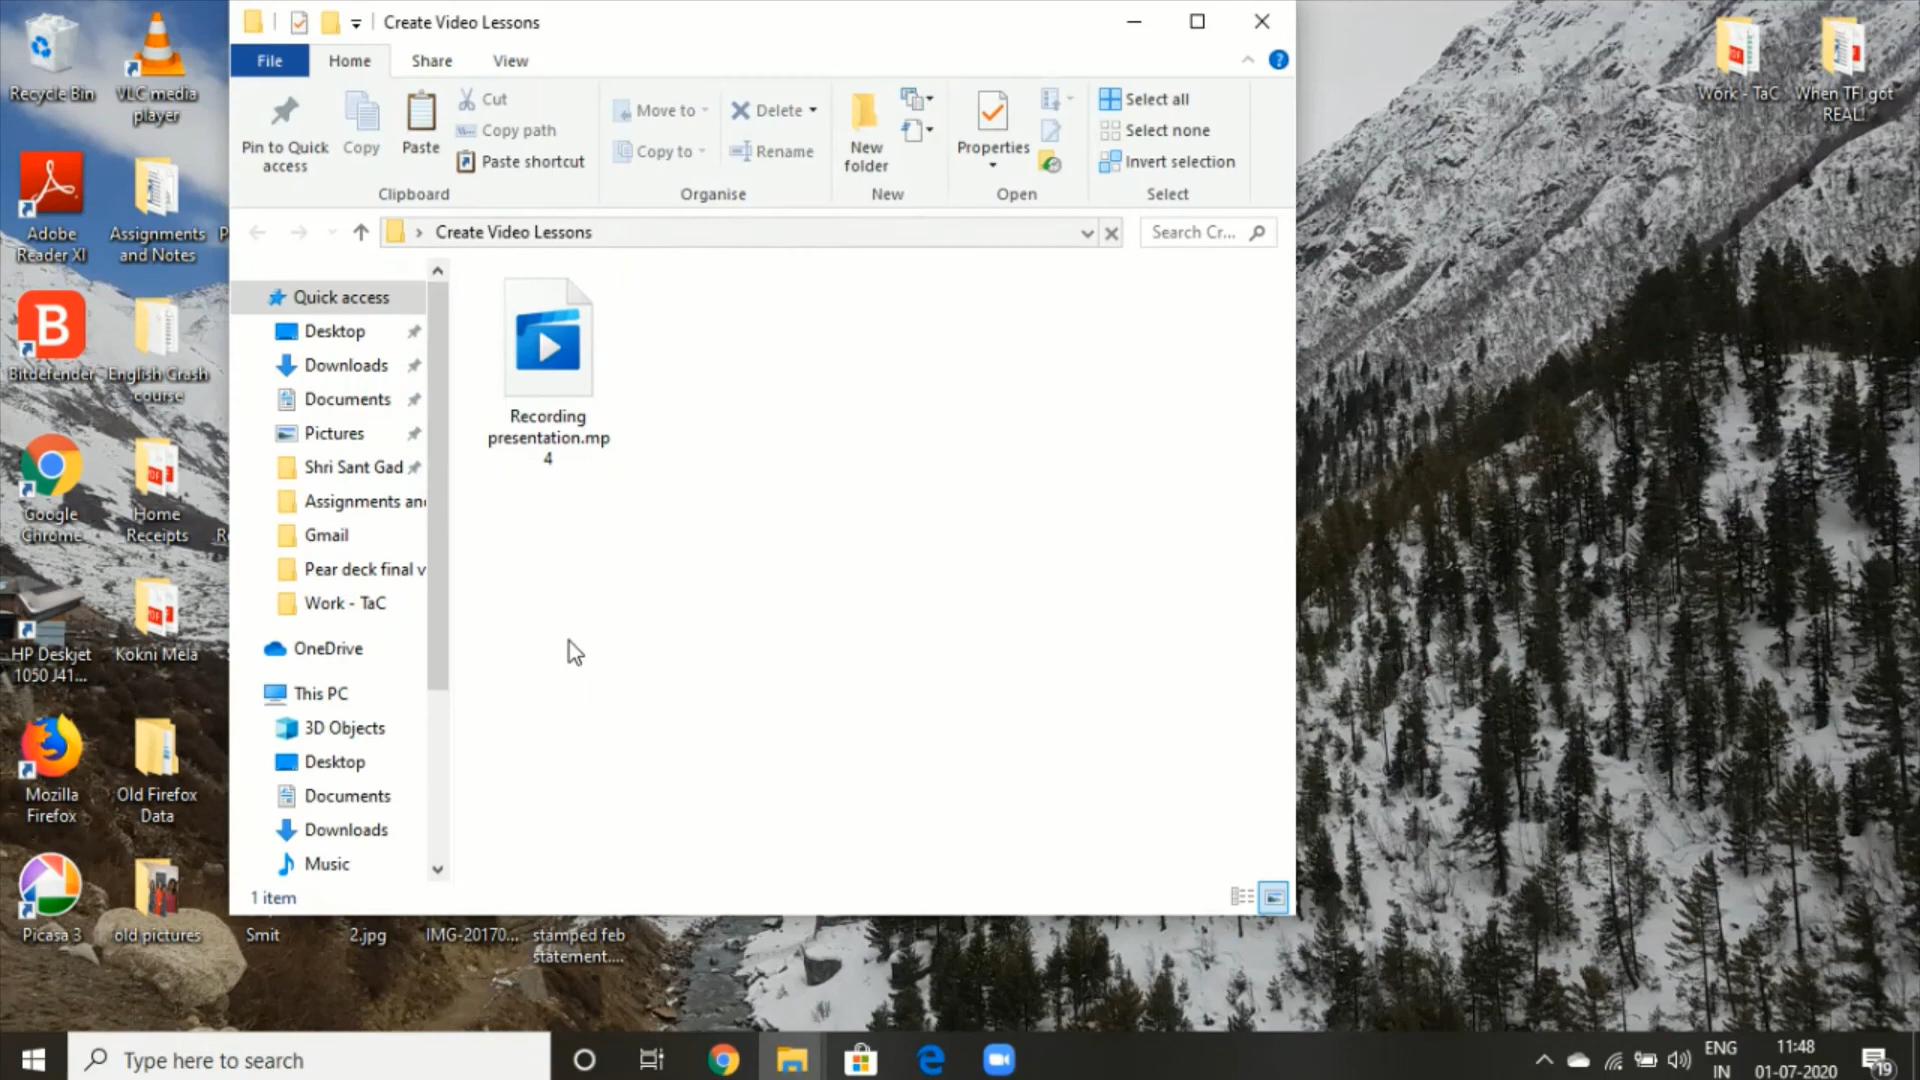 Create Video Lessons
File
Home
Share
View
Pin to Quick
access
Copy
Paste
Cut
Copy path
Paste shortcut
Clipboard
Move to
Copy to
Delete
Rename
Organise
New
folder
New
Properties
Open
Select all
Select none
Invert selection
Select
Create Video Lessons
Search Cr...
Quick access
Desktop
Downloads
Documents
Pictures
Shri Sant Gad
Assignments an
Gmail
Pear deck final v
Work - TaC
OneDrive
This PC
3D Objects
Desktop
Documents
Downloads
Music
1 item
Recording
presentation.mp
4
Recycle Bin
VLC media
player
Adobe
Reader XI
Assignments
and Notes
Bitdefender
English Crash
course
Google
Chrome
Home
Receipts
HP Deskjet
1050 J41...
Kokni Mela
Mozilla
Firefox
Old Firefox
Data
Picasa 3
old pictures
Smit
2.jpg
IMG-20170...
stamped feb
statement....
Work - TaC
When TFI got
REAL!
Type here to search
ENG
IN
11:48
01-07-2020
19